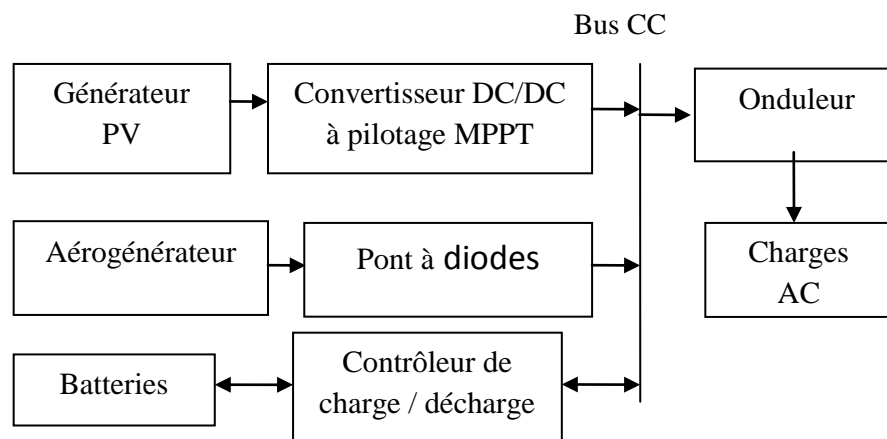 Bus CC
Générateur
PV
Convertisseur DC/DC
à pilotage MPPT
Onduleur
Aérogénérateur
Pont à diodes
Charges
AC
Batteries
Contrôleur de
charge / décharge